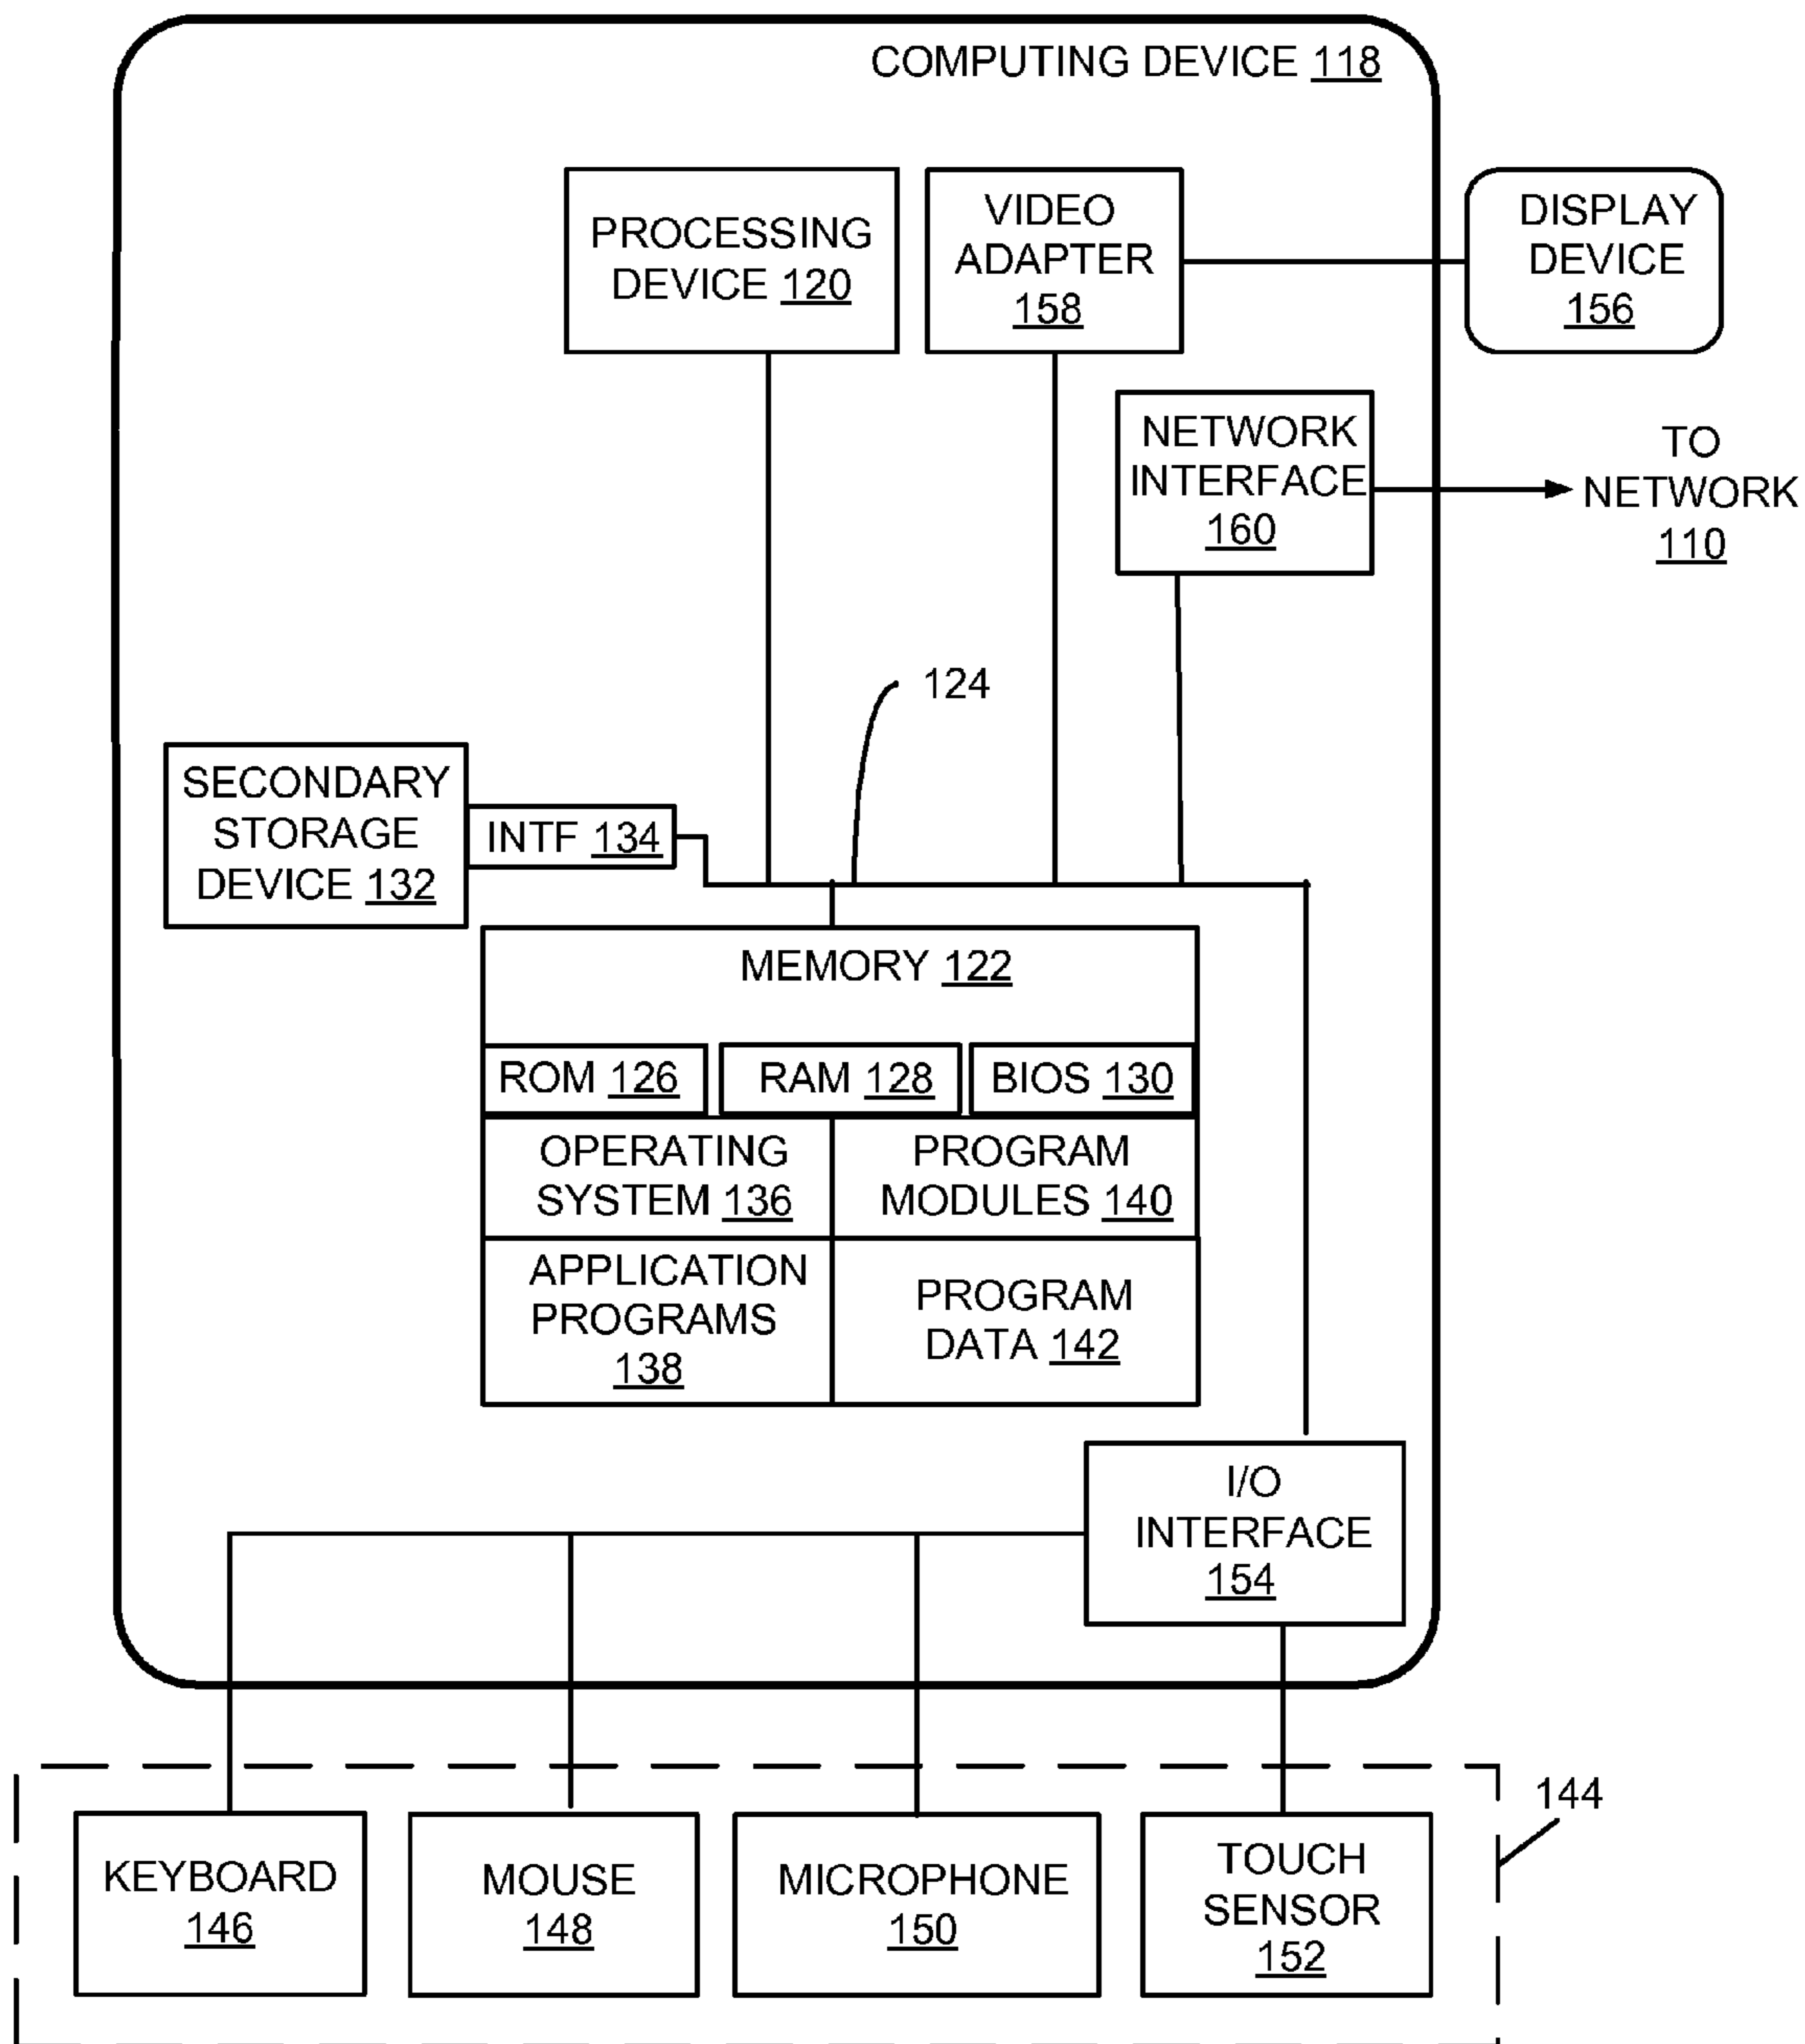 COMPUTING DEVICE 118
PROCESSING
DEVICE 120
VIDEO
ADAPTER
158
DISPLAY
DEVICE
156
NETWORK
INTERFACE
160
TO
NETWORK
110
124
SECONDARY
STORAGE
DEVICE 132
INTF 134
MEMORY 122
ROM 126
RAM 128
BIOS 130
OPERATING
SYSTEM 136
PROGRAM
MODULES 140
APPLICATION
PROGRAMS
138
PROGRAM
DATA 142
I/O
INTERFACE
154
144
KEYBOARD
146
MOUSE
148
MICROPHONE
150
TOUCH
SENSOR
152